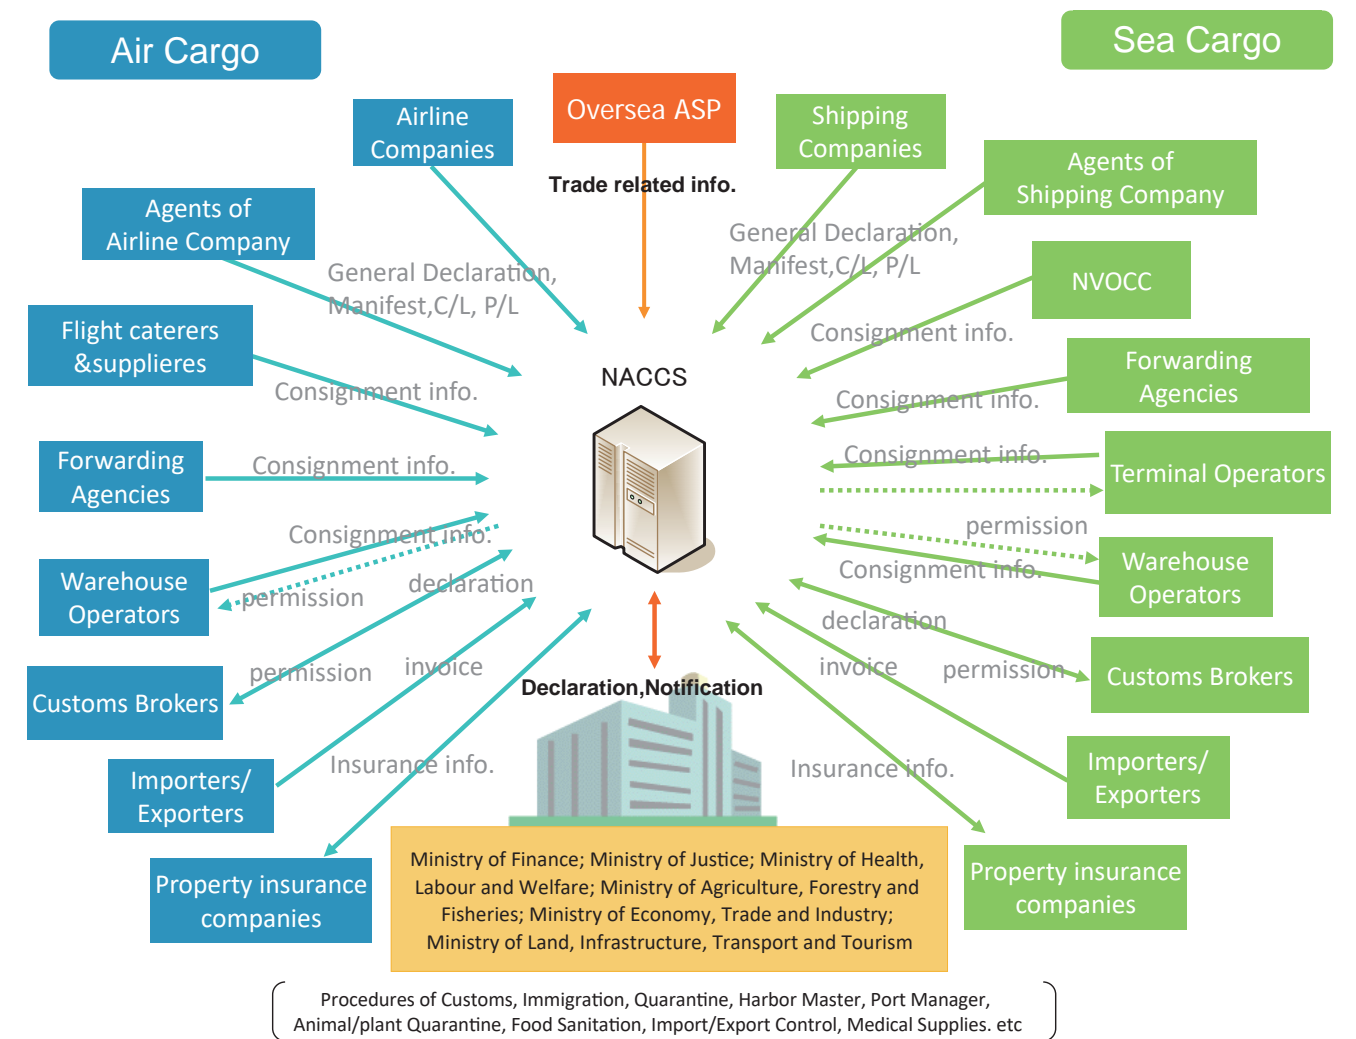 Air Cargo
Sea Cargo
Oversea ASP
Airline
Companies
Shipping
Companies
Agents of
Shipping Company
Trade related info.
Agents of
Airline Company
General Declaration,
Manifest,C/L, P/L
General Declaration,
Manifest,C/L, P/L
NVOCC
Flight caterers
&supplieres
Consignment info.
Forwarding
Agencies
NACCS
Consignment info.
Consignment info.
Forwarding
Agencies
Consignment info.
Consignment info.
Terminal Operators
Consignment info.
permission
Warehouse
Operators
permission
declaration
Consignment info.
Warehouse
Operators
declaration
permission
invoice
invoice
permission
Customs Brokers
Customs Brokers
Declaration,Notification
Importers/
Exporters
Insurance info.
Insurance info.
Importers/
Exporters
Property insurance
companies
Property insurance
companies
Ministry of Finance; Ministry of Justice; Ministry of Health,
Labour and Welfare; Ministry of Agriculture, Forestry and
Fisheries; Ministry of Economy, Trade and Industry;
Ministry of Land, Infrastructure, Transport and Tourism
Procedures of Customs, Immigration, Quarantine, Harbor Master, Port Manager,
Animal/plant Quarantine, Food Sanitation, Import/Export Control, Medical Supplies. etc